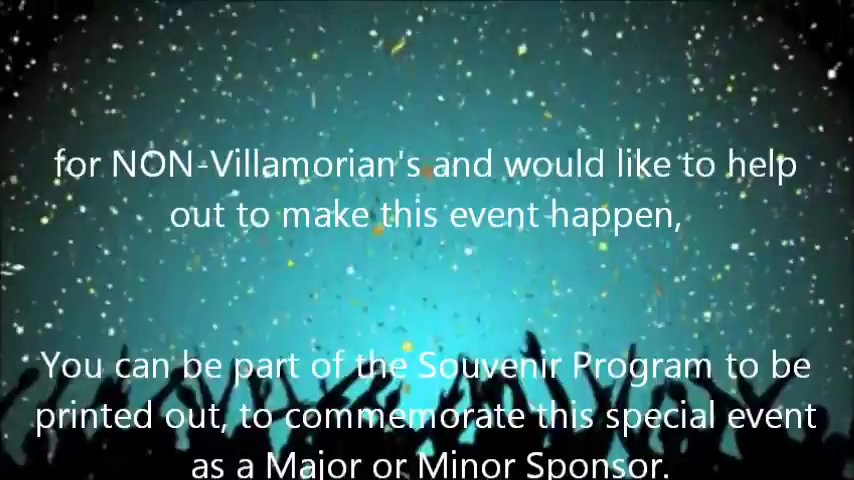 for NON-Villamorian's and would like to help
out to make this event happen,
You can be part of the Souvenir Program to be
printed out, to commemorate this special event
as a Major or Minor Sponsor.